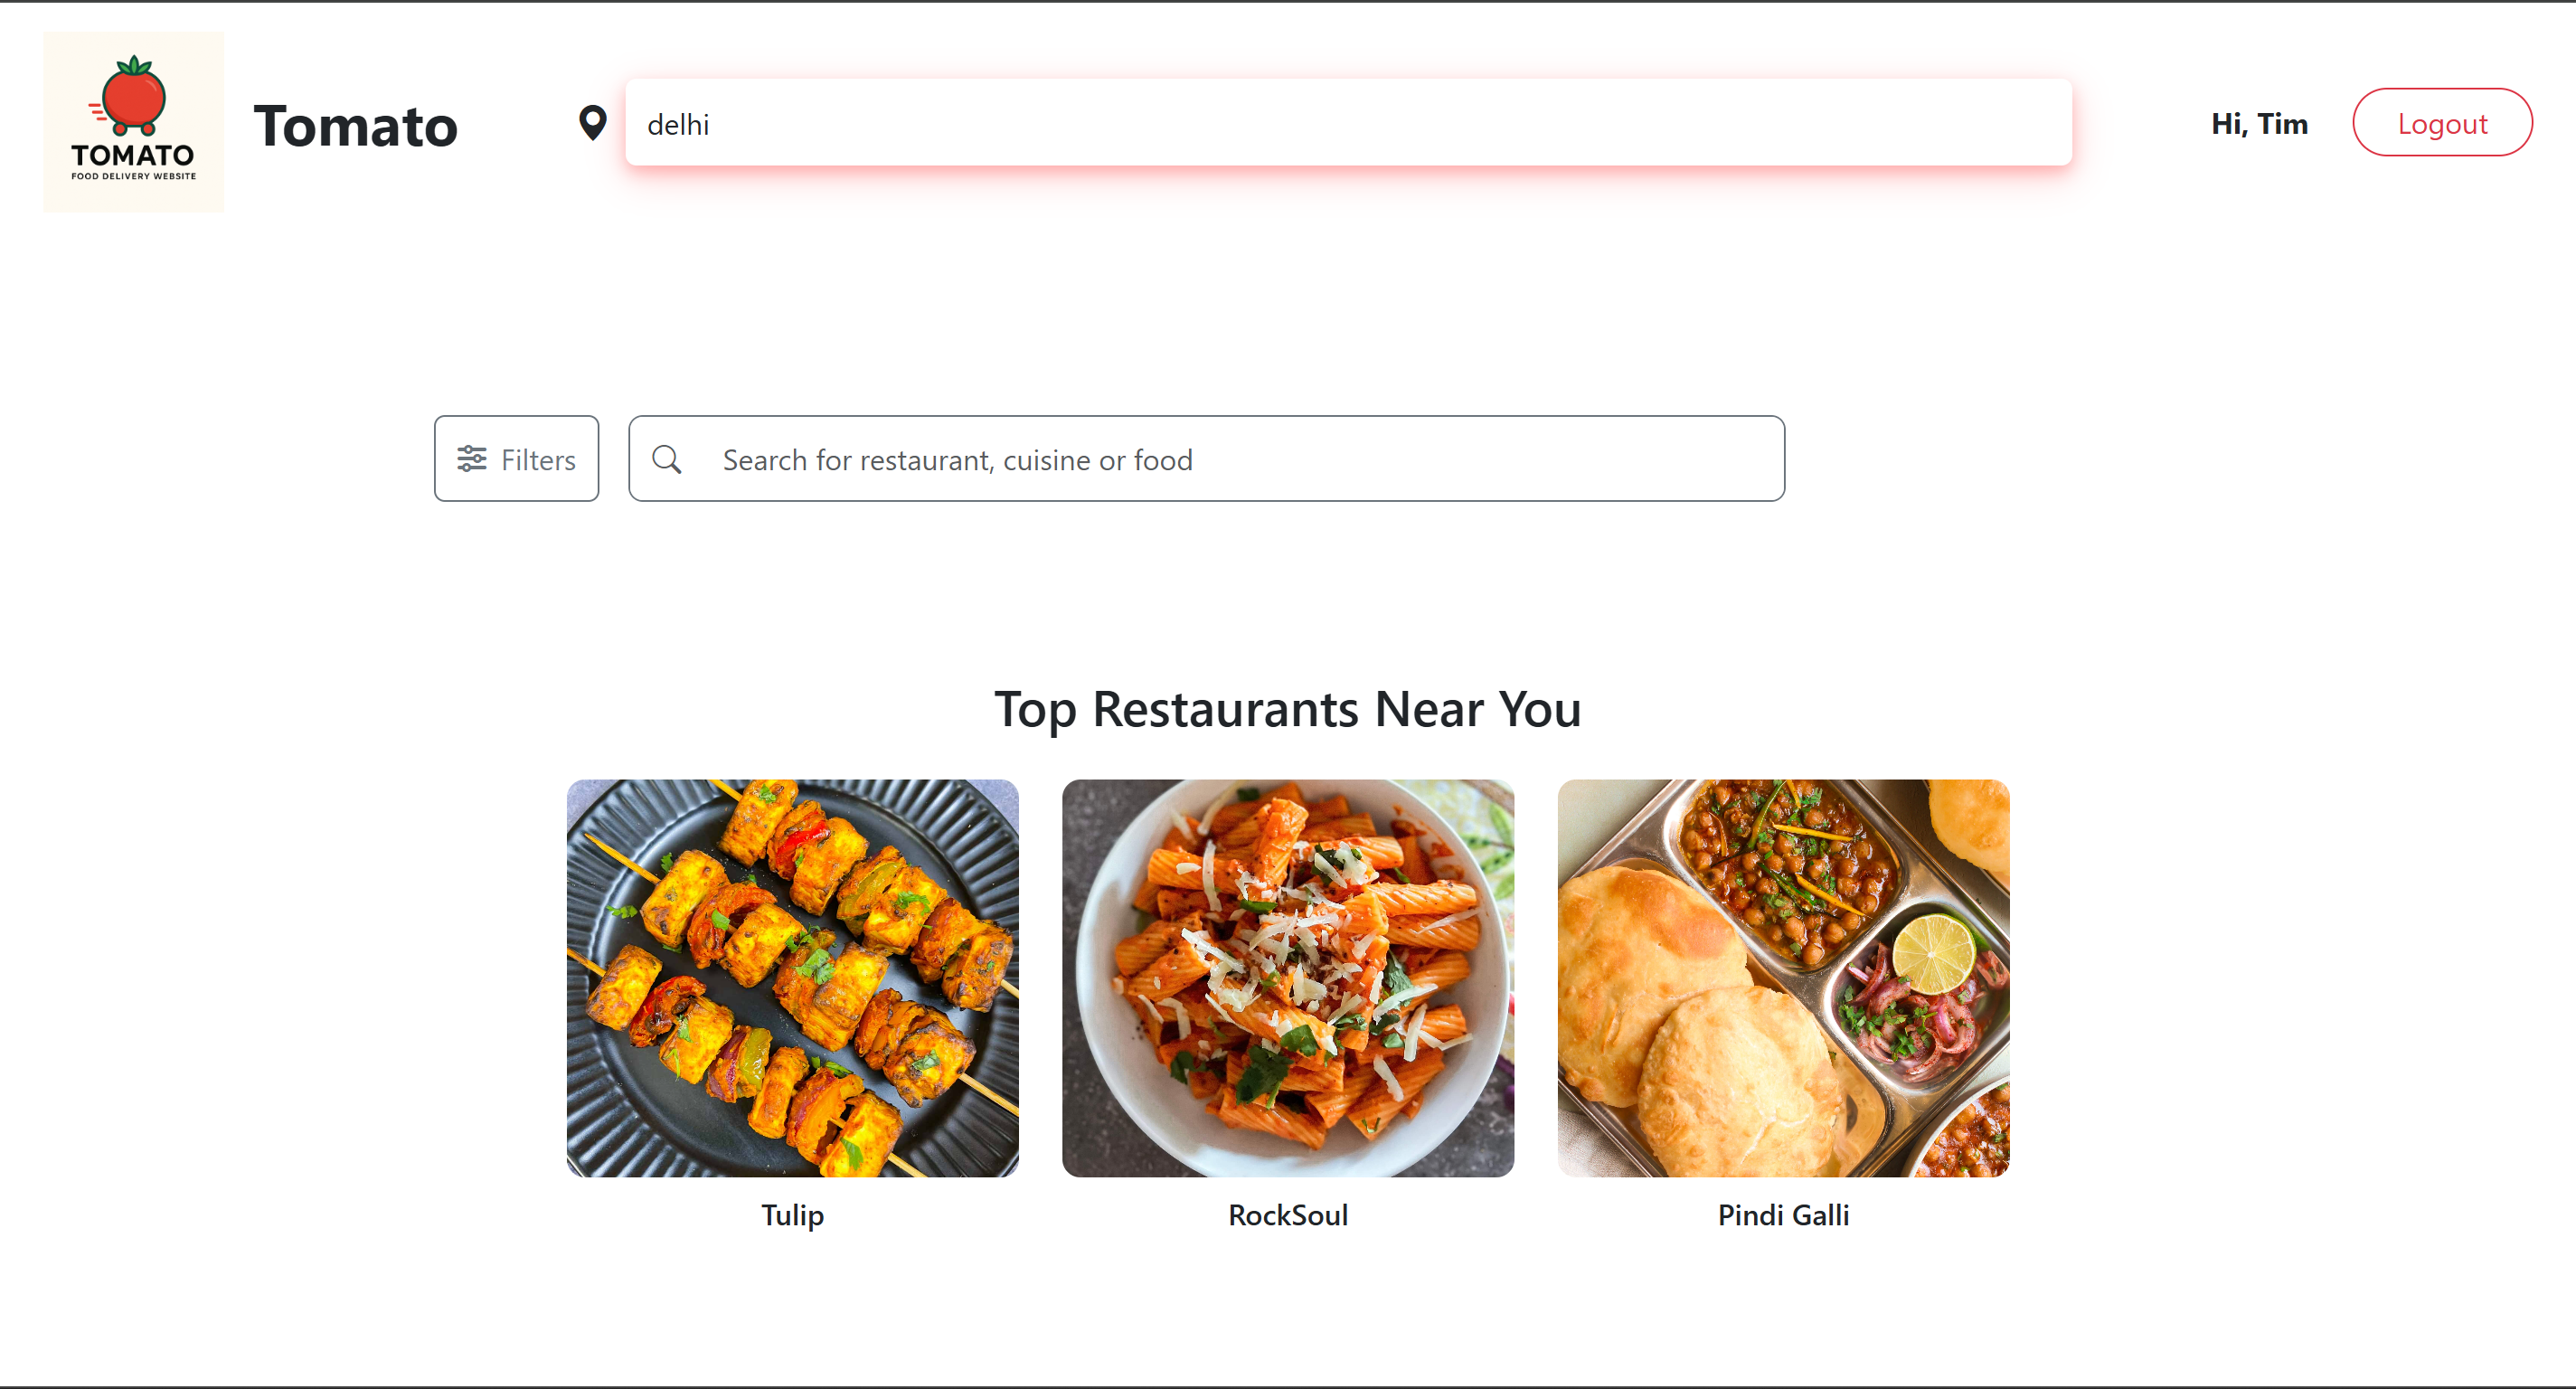 TOMATO
FOOD DELIVERY WEBSITE
Tomato
delhi
Hi, Tim
Logout
Filters
Search for restaurant, cuisine or food
Top Restaurants Near You
Tulip
RockSoul
Pindi Galli